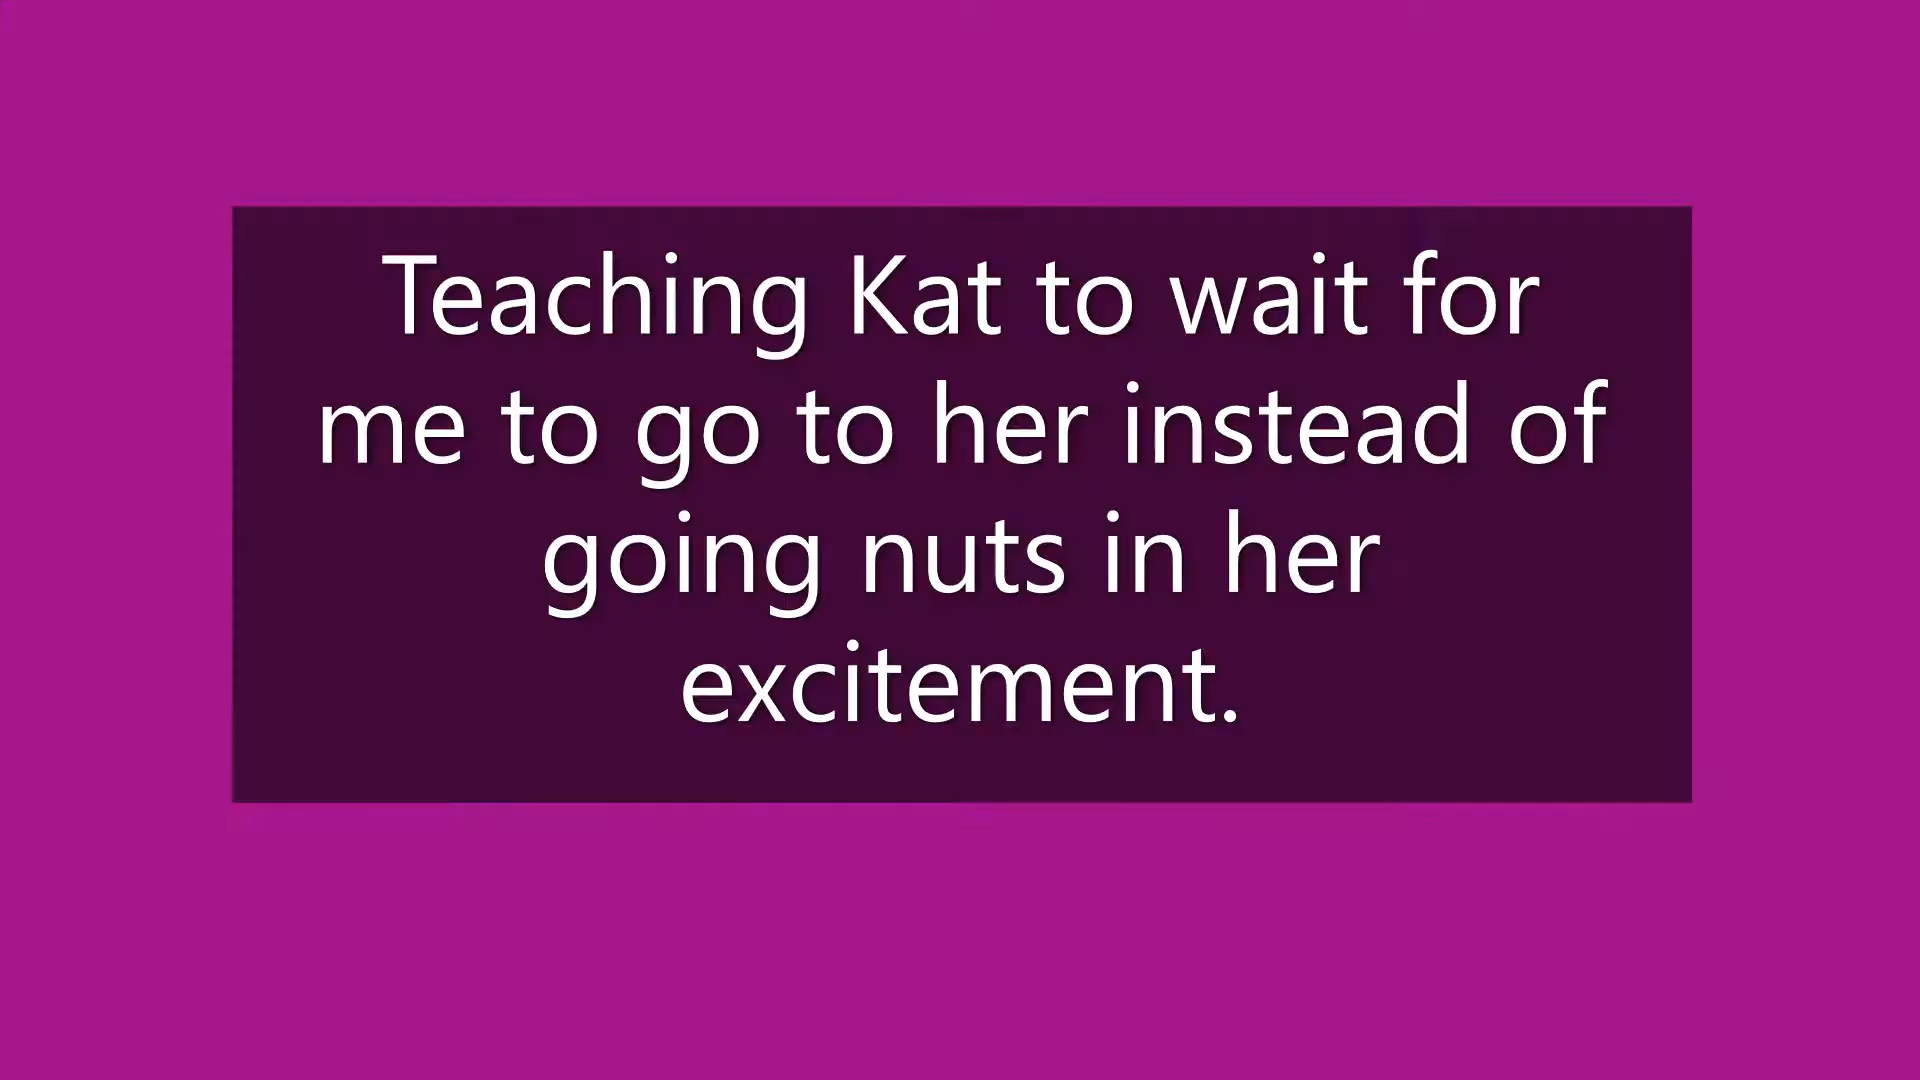 Teaching Kat to wait for
me to go to her instead of
going nuts in her
excitement.